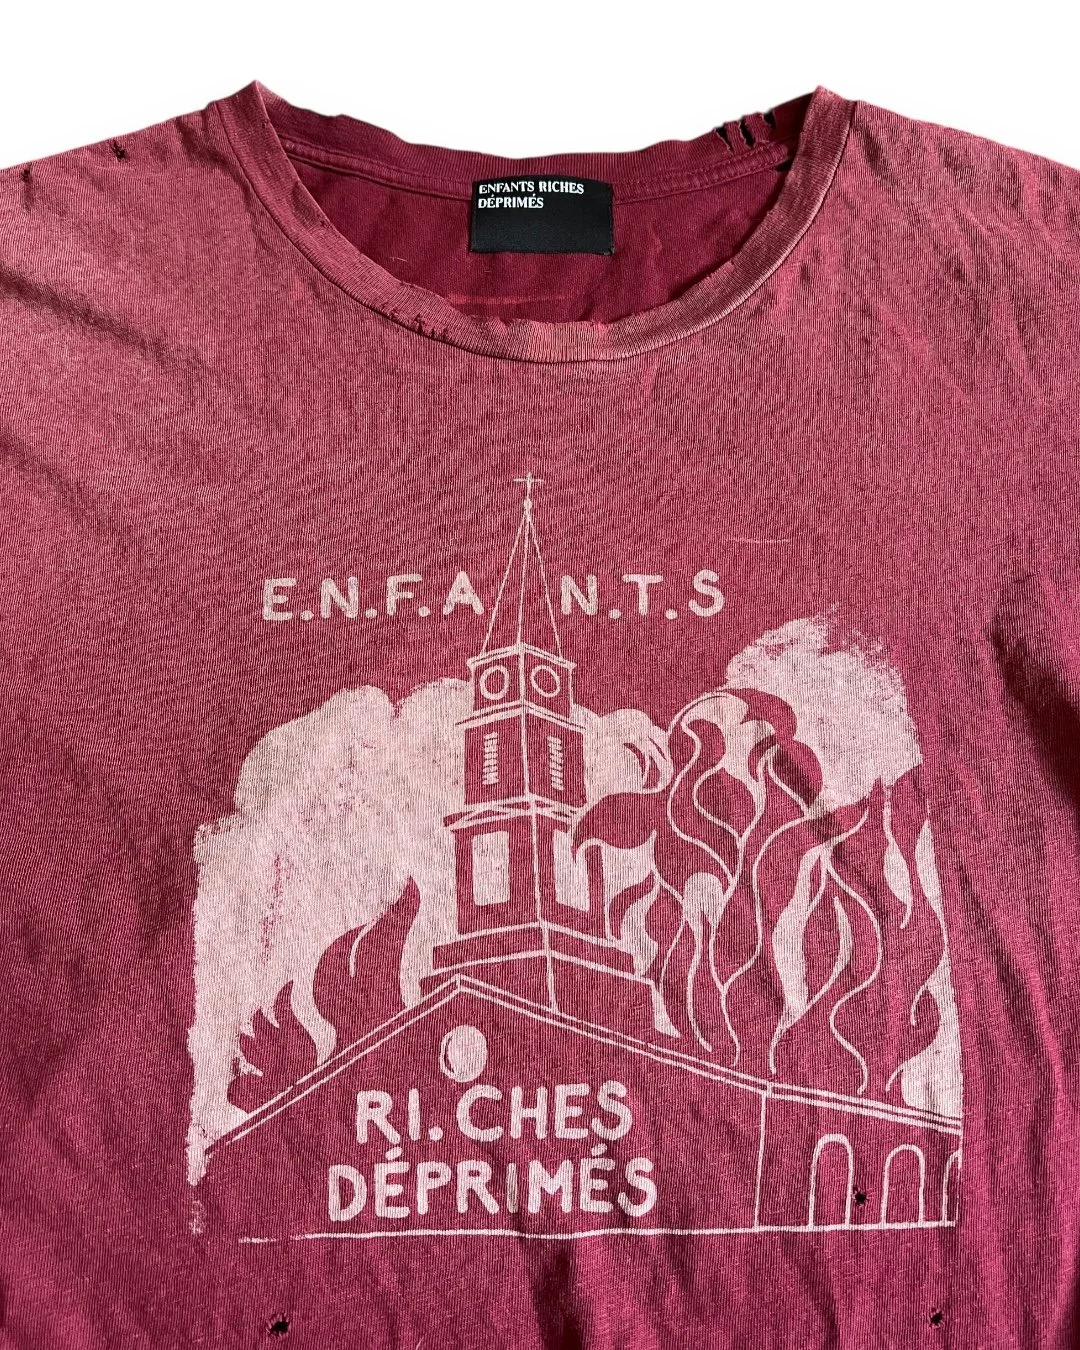 ENFANTS RICHES
DÉPRIMÉS
E.N.F.A N.T.S
RI.CHES
DÉPRIMÉS